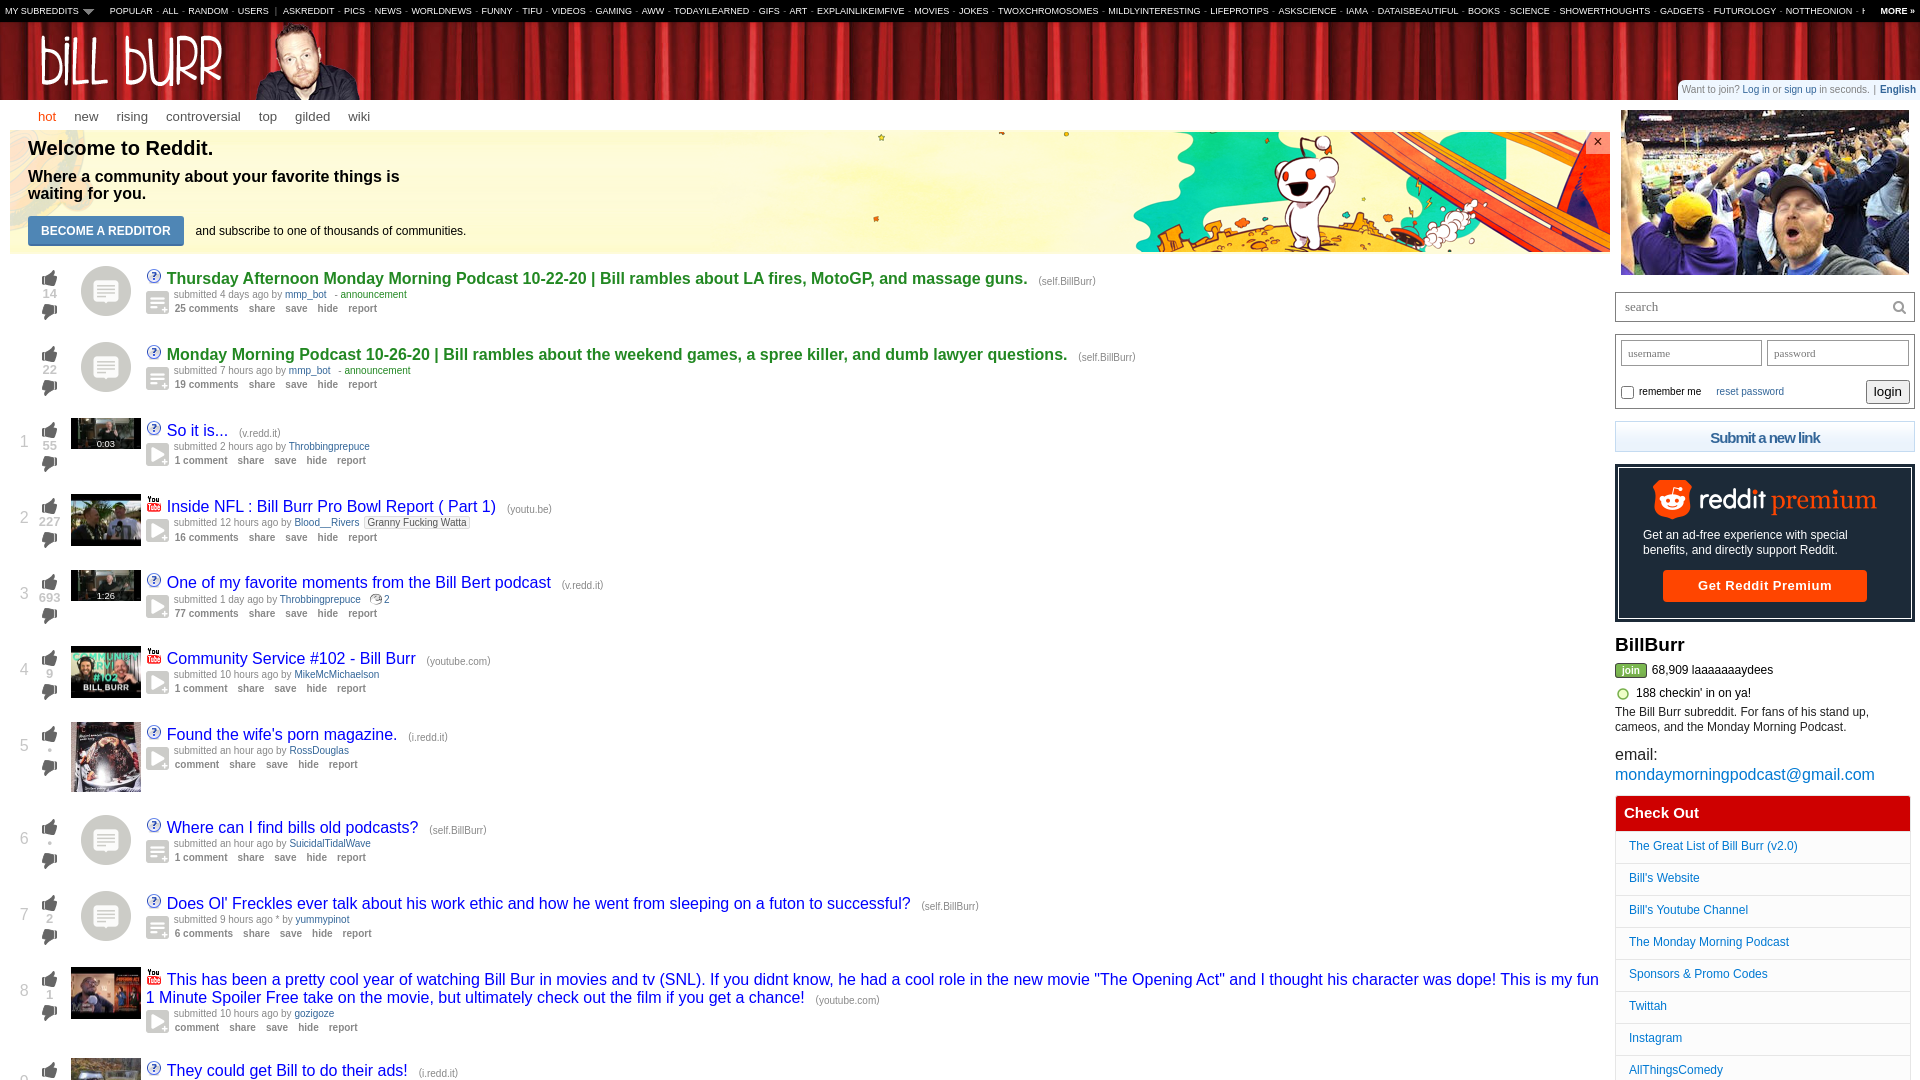 MY SUBREDDITS POPULAR - ALL - RANDOM - USERS | ASKREDDIT - PICS - NEWS - WORLDNEWS - FUNNY - TIFU - VIDEOS - GAMING - AWW - TODAYILEARNED - GIFS - ART - EXPLAINLIKEIMFIVE - MOVIES - JOKES - TWOXCHROMOSOMES - MILDLYINTERESTING - LIFEPROTIPS - ASKSCIENCE - IAMA - DATAISBEAUTIFUL - BOOKS - SCIENCE - SHOWERTHOUGHTS - GADGETS - FUTUROLOGY - NOTTHEONION - MORE »
BILL BURR
Want to join? Log in or sign up in seconds. | English
hot new rising controversial top gilded wiki
Welcome to Reddit.
Where a community about your favorite things is
waiting for you.
BECOME A REDDITOR and subscribe to one of thousands of communities.
×
14
Thursday Afternoon Monday Morning Podcast 10-22-20 | Bill rambles about LA fires, MotoGP, and massage guns. (self.BillBurr)
submitted 4 days ago by mmp_bot - announcement
25 comments share save hide report
22
Monday Morning Podcast 10-26-20 | Bill rambles about the weekend games, a spree killer, and dumb lawyer questions. (self.BillBurr)
submitted 7 hours ago by mmp_bot - announcement
19 comments share save hide report
1
55
0:03
So it is... (v.redd.it)
submitted 2 hours ago by Throbbingprepuce
1 comment share save hide report
2
227
You Tube
Inside NFL : Bill Burr Pro Bowl Report ( Part 1) (youtu.be)
submitted 12 hours ago by Blood__Rivers Granny Fucking Watta
16 comments share save hide report
3
693
1:26
One of my favorite moments from the Bill Bert podcast (v.redd.it)
submitted 1 day ago by Throbbingprepuce 2
77 comments share save hide report
4
9
#102
BILL BURR
You Tube
Community Service #102 - Bill Burr (youtube.com)
submitted 10 hours ago by MikeMcMichaelson
1 comment share save hide report
5
•
Found the wife's porn magazine. (i.redd.it)
submitted an hour ago by RossDouglas
comment share save hide report
6
•
Where can I find bills old podcasts? (self.BillBurr)
submitted an hour ago by SuicidalTidalWave
1 comment share save hide report
7
2
Does Ol' Freckles ever talk about his work ethic and how he went from sleeping on a futon to successful? (self.BillBurr)
submitted 9 hours ago * by yummypinot
6 comments share save hide report
8
1
You Tube
This has been a pretty cool year of watching Bill Bur in movies and tv (SNL). If you didnt know, he had a cool role in the new movie "The Opening Act" and I thought his character was dope! This is my fun
1 Minute Spoiler Free take on the movie, but ultimately check out the film if you get a chance! (youtube.com)
submitted 10 hours ago by gozigoze
comment share save hide report
They could get Bill to do their ads! (i.redd.it)
search
username password
remember me reset password login
Submit a new link
reddit premium
Get an ad-free experience with special
benefits, and directly support Reddit.
Get Reddit Premium
BillBurr
join 68,909 laaaaaaaydees
188 checkin' in on ya!
The Bill Burr subreddit. For fans of his stand up,
cameos, and the Monday Morning Podcast.
email:
mondaymorningpodcast@gmail.com
Check Out
The Great List of Bill Burr (v2.0)
Bill's Website
Bill's Youtube Channel
The Monday Morning Podcast
Sponsors & Promo Codes
Twittah
Instagram
AllThingsComedy